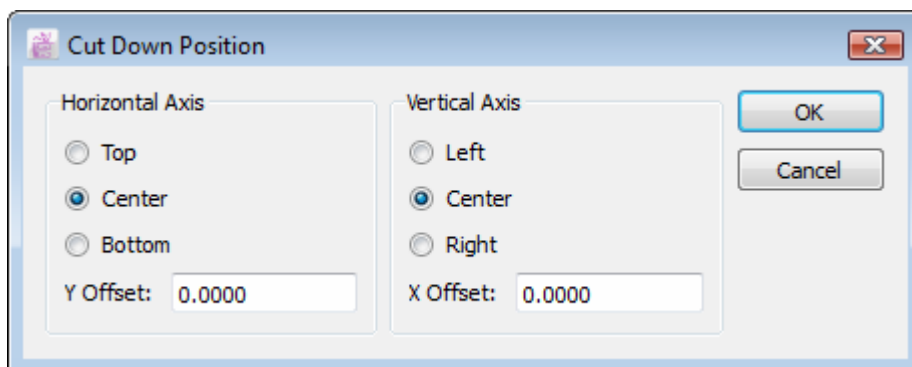 Cut Down Position
Horizontal Axis
Top
Center
Bottom
Y Offset: 0.0000
Vertical Axis
Left
Center
Right
X Offset: 0.0000
OK
Cancel